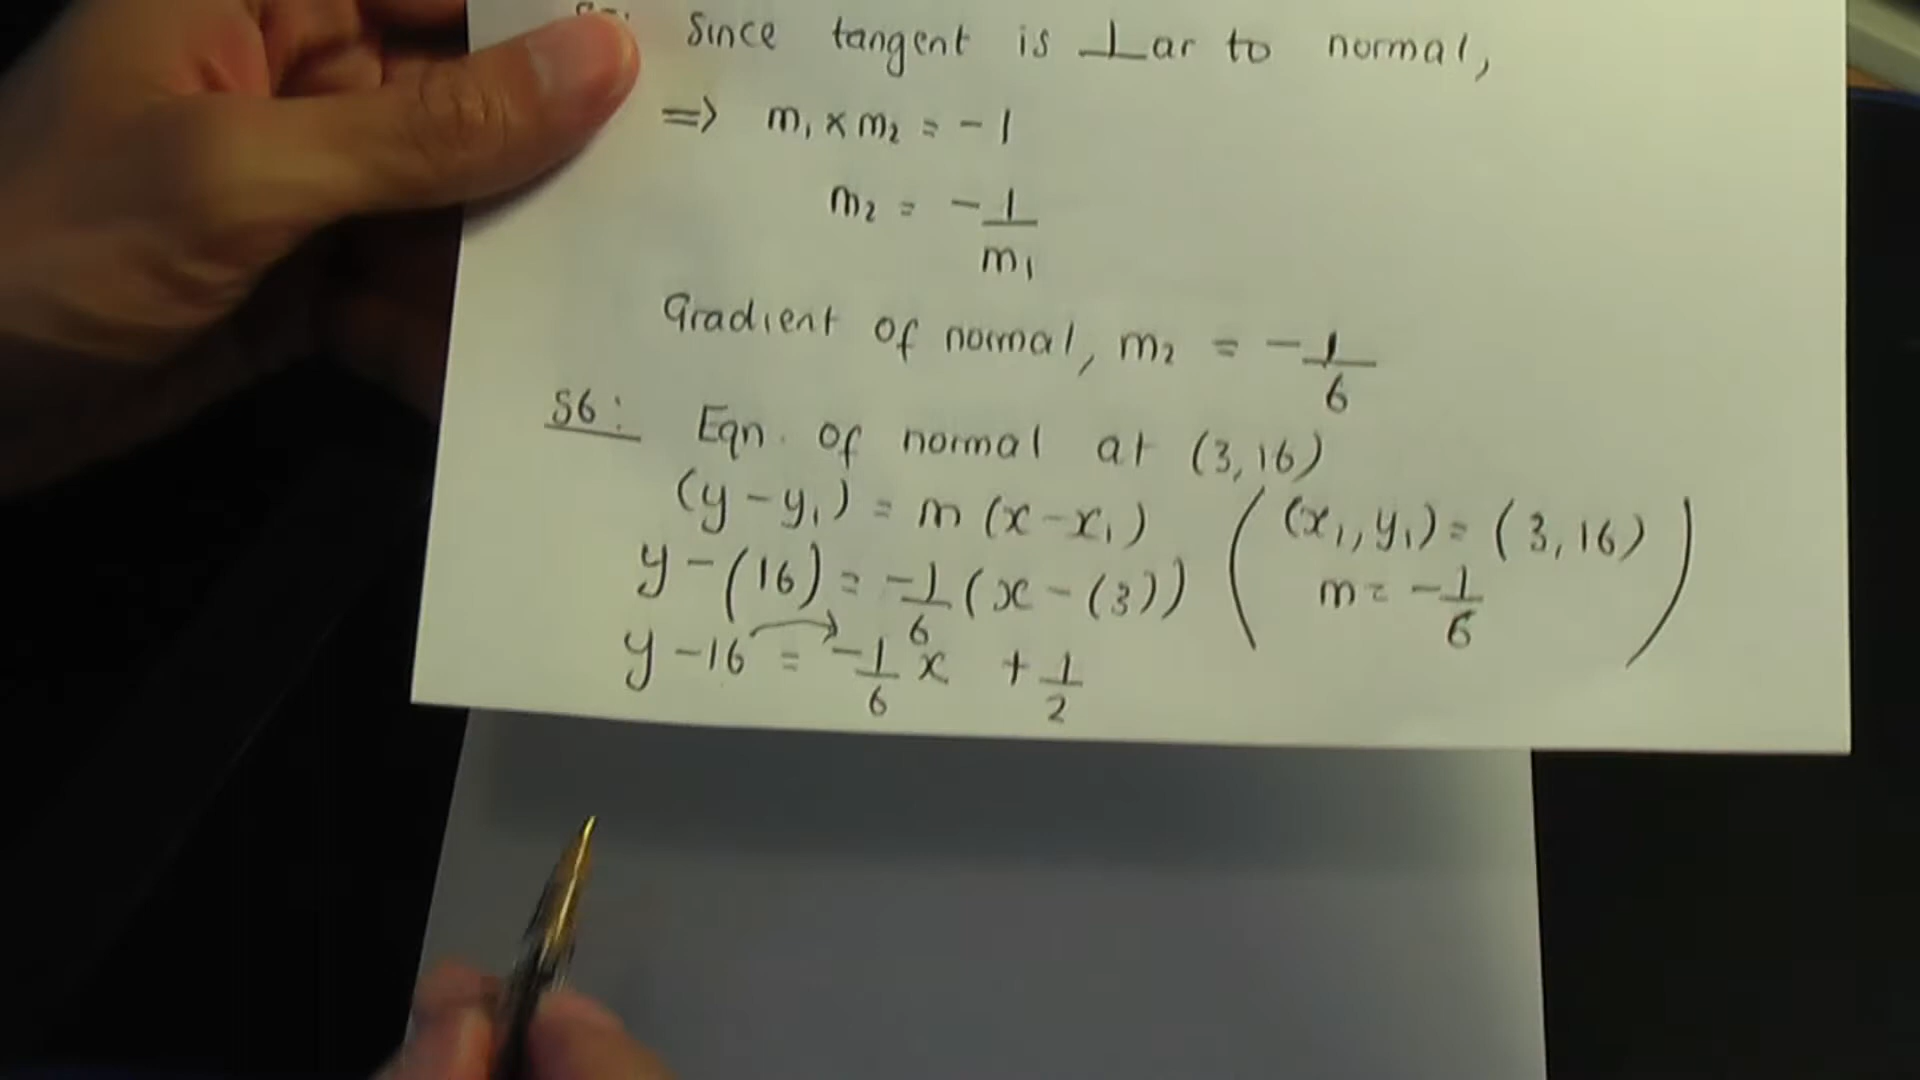 Since tangent is ⊥ar to normal,
=> m₁ × m₂ = -1
m₂ = -1/m₁
Gradient of normal, m₂ = -1/6
S6: Eqn. of normal at (3,16)
(y - y₁) = m (x - x₁)
y - (16) = -1/6 (x - (3))
y - 16 = -1/6 x + 1/2
(x₁, y₁) = (3, 16)
m = -1/6